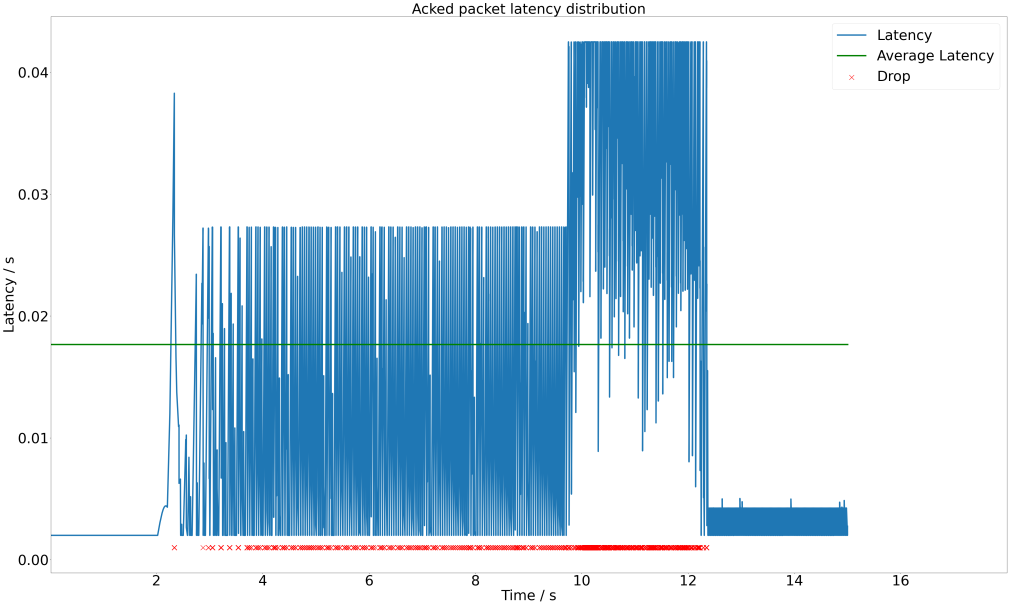 Acked packet latency distribution
Latency
Average Latency
Drop
0.04
0.03
0.02
0.01
0.00
Latency / s
2 4 6 8 10 12 14 16
Time / s